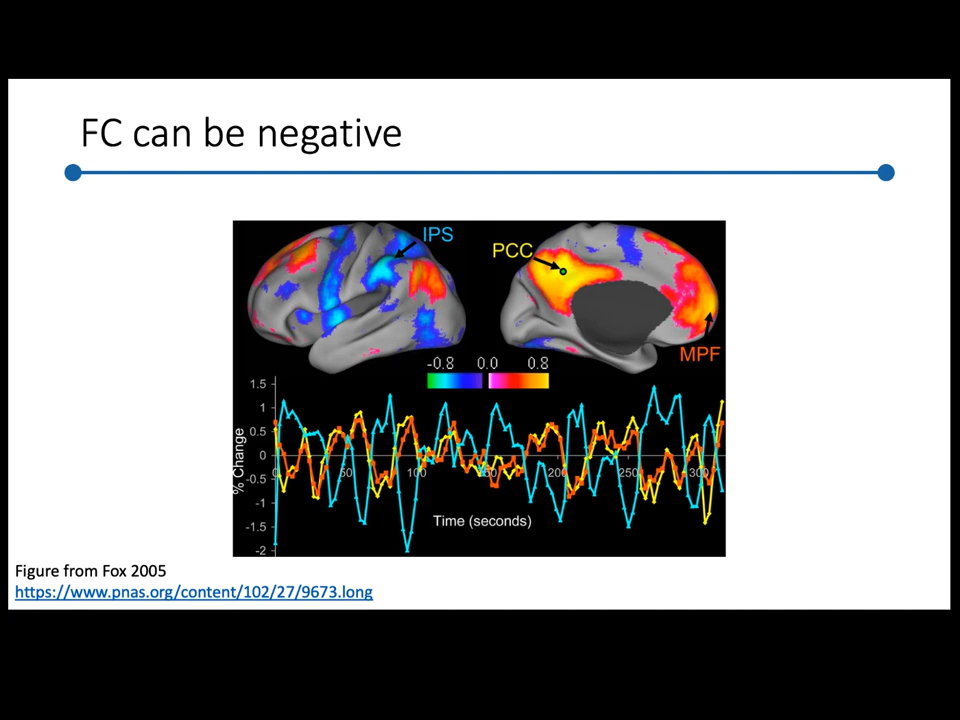 FC can be negative
IPS
PCC
MPF
-0.8 0.0 0.8
1.5
1
0.5
0
-0.5
-1
-1.5
-2
% Change
50 100 150 200 250 300
Time (seconds)
Figure from Fox 2005
https://www.pnas.org/content/102/27/9673.long